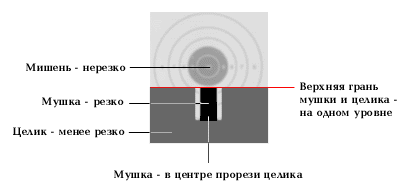 Мишень - нерезко
Мушка - резко
Целик - менее резко
Верхняя грань
мушки и целика -
на одном уровне
Мушка - в центре прорези целика